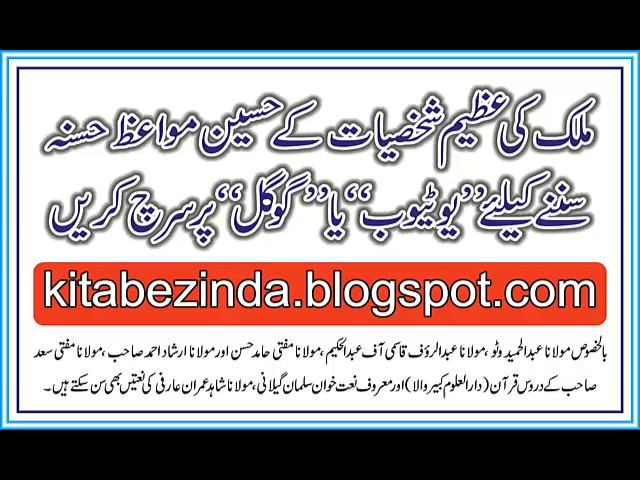 ملک کی عظیم شخصیات کے حسین مواعظ حسنہ
سننے کیلئے ’’یوٹیوب‘‘ یا ’’گوگل‘‘ پر سرچ کریں
kitabezinda.blogspot.com
بالخصوص مولانا عبدالحمید وٹو، مولانا عبدالرؤف قاسمی آف عبدالحکیم، مولانا مفتی حامد حسن اور مولانا ارشاد احمد صاحب، مولانا مفتی سعد
صاحب کے دروس قرآن (دارالعلوم کبیر والا) اور معروف نعت خوان سلمان گیلانی، مولانا شاہد عمران عارفی کی نعتیں بھی سن سکتے ہیں۔